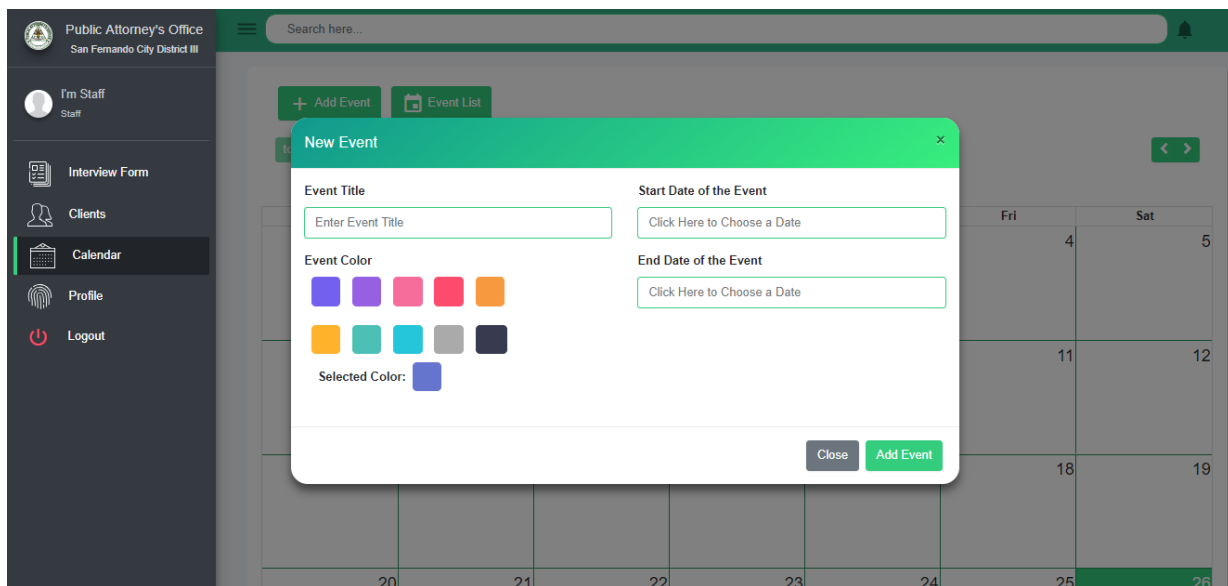 Public Attorney's Office
San Fernando City District III
Search here...
I'm Staff
Staff
Add Event
Event List
New Event
×
Event Title
Start Date of the Event
Enter Event Title
Click Here to Choose a Date
Event Color
End Date of the Event
Click Here to Choose a Date
Selected Color:
Close
Add Event
Interview Form
Clients
Calendar
Profile
Logout
Fri
Sat
4
5
11
12
18
19
20
21
22
23
24
25
26